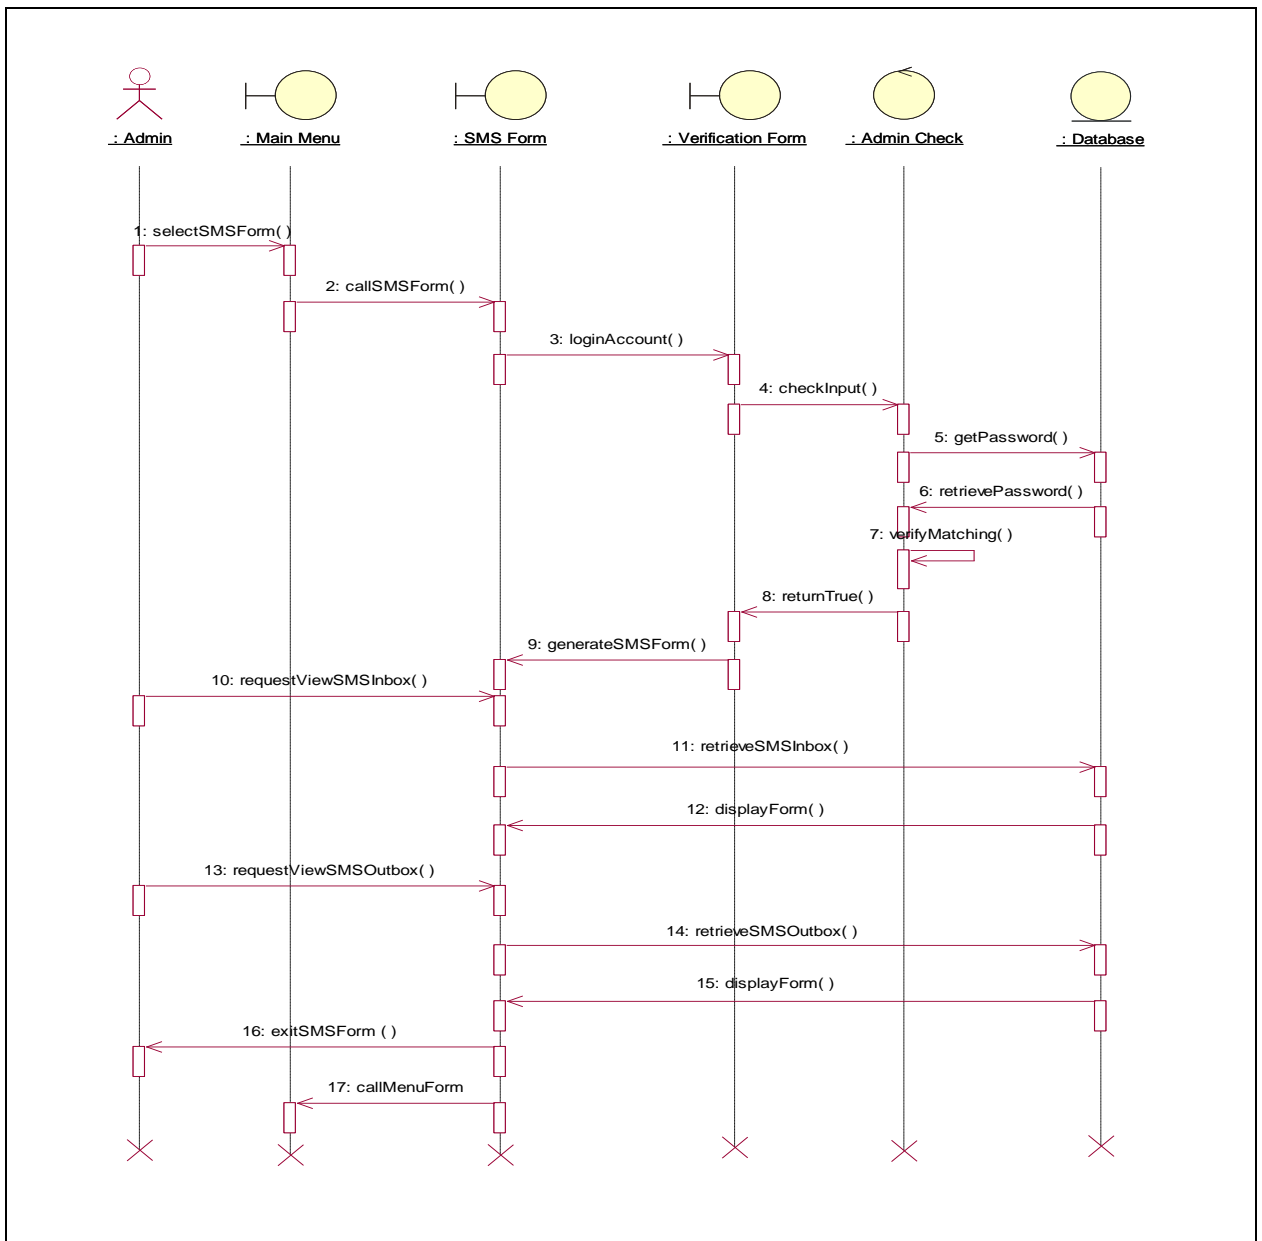 : Admin
: Main Menu
: SMS Form
: Verification Form
: Admin Check
: Database
1: selectSMSForm( )
2: callSMSForm( )
3: loginAccount( )
4: checkInput( )
5: getPassword( )
6: retrievePassword( )
7: verifyMatching( )
8: returnTrue( )
9: generateSMSForm( )
10: requestViewSMSInbox( )
11: retrieveSMSInbox( )
12: displayForm( )
13: requestViewSMSOutbox( )
14: retrieveSMSOutbox( )
15: displayForm( )
16: exitSMSForm ( )
17: callMenuForm